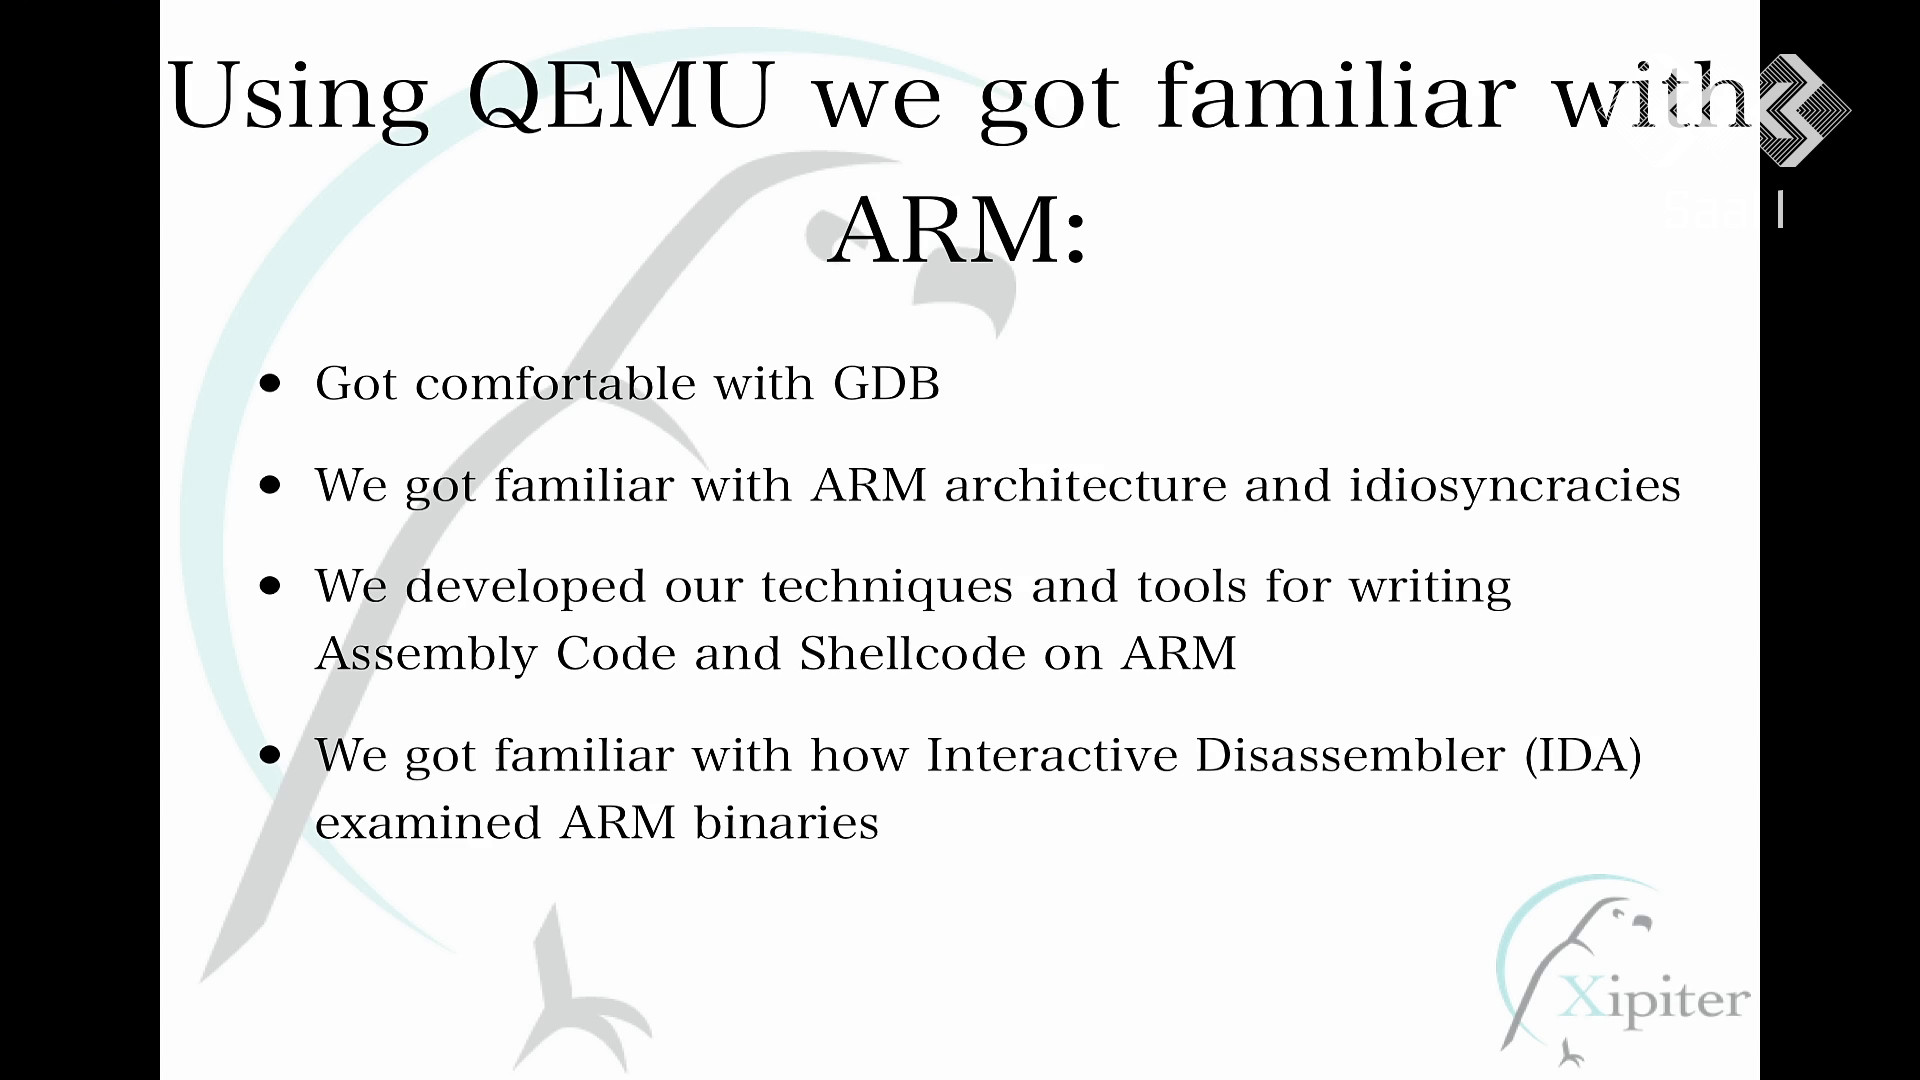 Using QEMU we got familiar with
ARM:
Saal 1
• Got comfortable with GDB
• We got familiar with ARM architecture and idiosyncracies
• We developed our techniques and tools for writing
Assembly Code and Shellcode on ARM
• We got familiar with how Interactive Disassembler (IDA)
examined ARM binaries
Xipiter